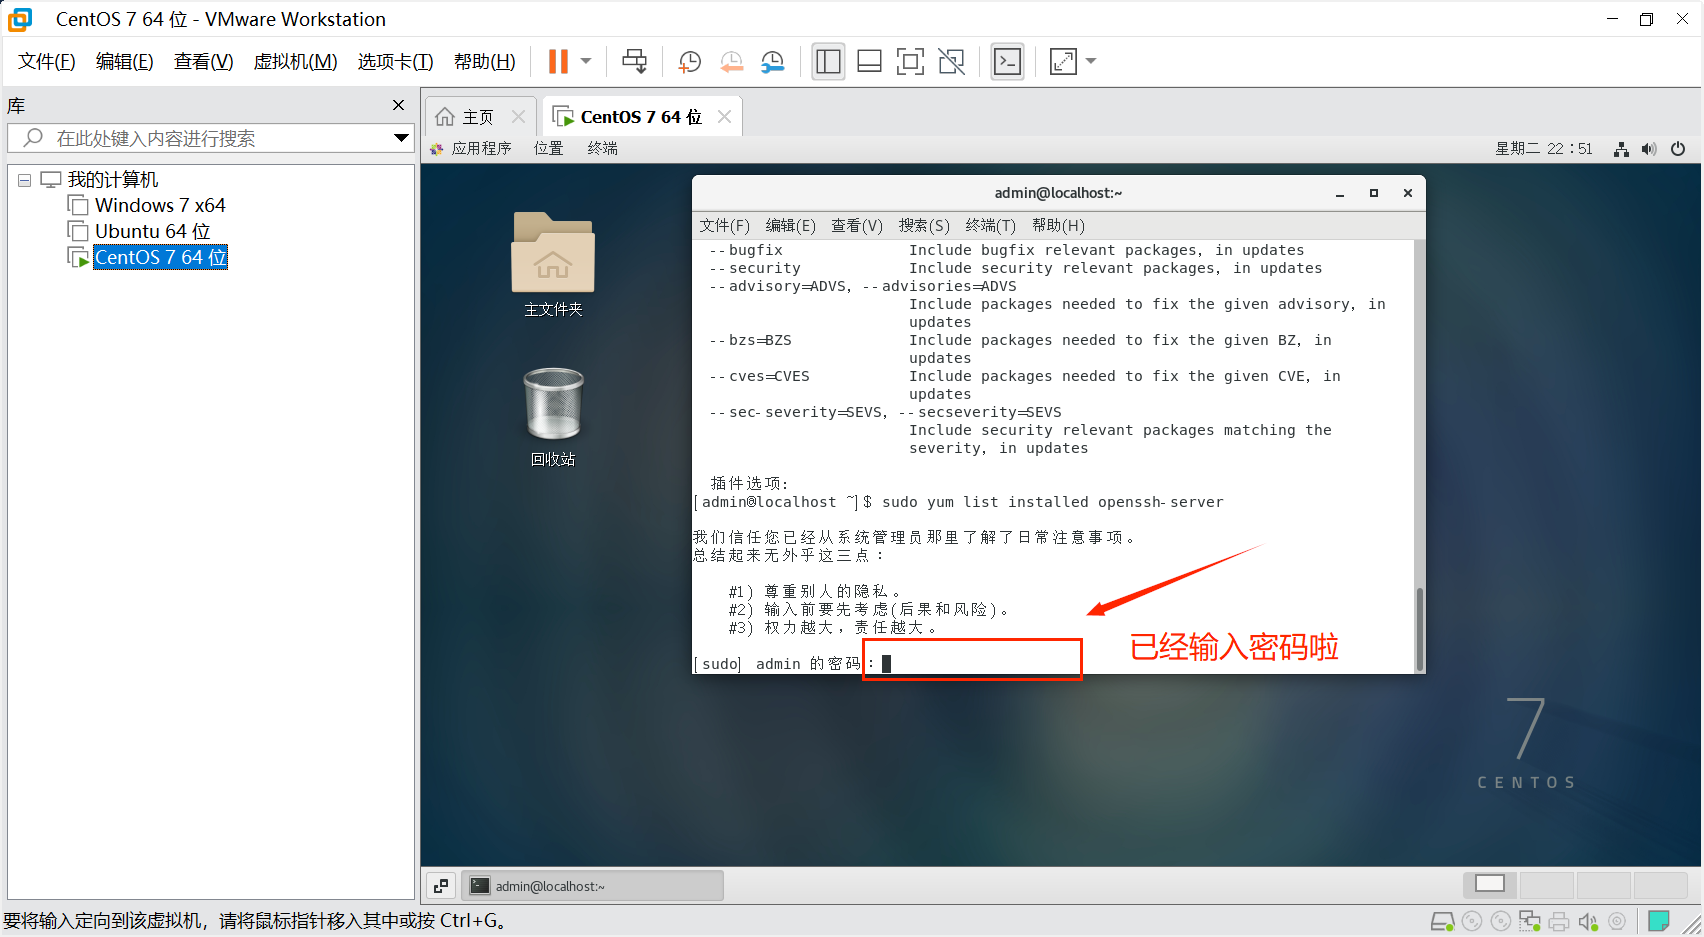 CentOS 7 64 位 - VMware Workstation
文件(F) 编辑(E) 查看(V) 虚拟机(M) 选项卡(T) 帮助(H)
库
在此处键入内容进行搜索
我的计算机
Windows 7 x64
Ubuntu 64 位
CentOS 7 64 位
主页 CentOS 7 64 位
应用程序 位置 终端 星期二 22：51
主文件夹
回收站
admin@localhost:~
文件(F) 编辑(E) 查看(V) 搜索(S) 终端(T) 帮助(H)
--bugfix Include bugfix relevant packages, in updates
--security Include security relevant packages, in updates
--advisory=ADVS, --advisories=ADVS
Include packages needed to fix the given advisory, in
updates
--bzs=BZS Include packages needed to fix the given BZ, in
updates
--cves=CVES Include packages needed to fix the given CVE, in
updates
--sec-severity=SEVS, --secseverity=SEVS
Include security relevant packages matching the
severity, in updates
插件选项:
[admin@localhost ~]$ sudo yum list installed openssh-server
我们信任您已经从系统管理员那里了解了日常注意事项。
总结起来无外乎这三点：
#1) 尊重别人的隐私。
#2) 输入前要先考虑(后果和风险)。
#3) 权力越大，责任越大。
[sudo] admin 的密码：
已经输入密码啦
7
CENTOS
admin@localhost:~
要将输入定向到该虚拟机，请将鼠标指针移入其中或按 Ctrl+G。